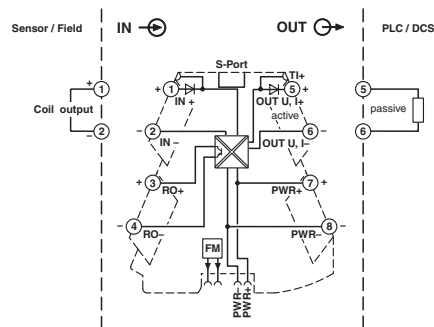 Sensor / Field
IN
OUT
PLC / DCS
S-Port
TI+
+ 1
+ 1
5 +
5
IN +
OUT U, I+
Coil output
active
passive
– 2
– 2
6 –
6
IN –
OUT U, I–
+ 3
7 +
RO+
PWR+
– 4
8 –
RO–
PWR–
FM
PWR–
PWR+